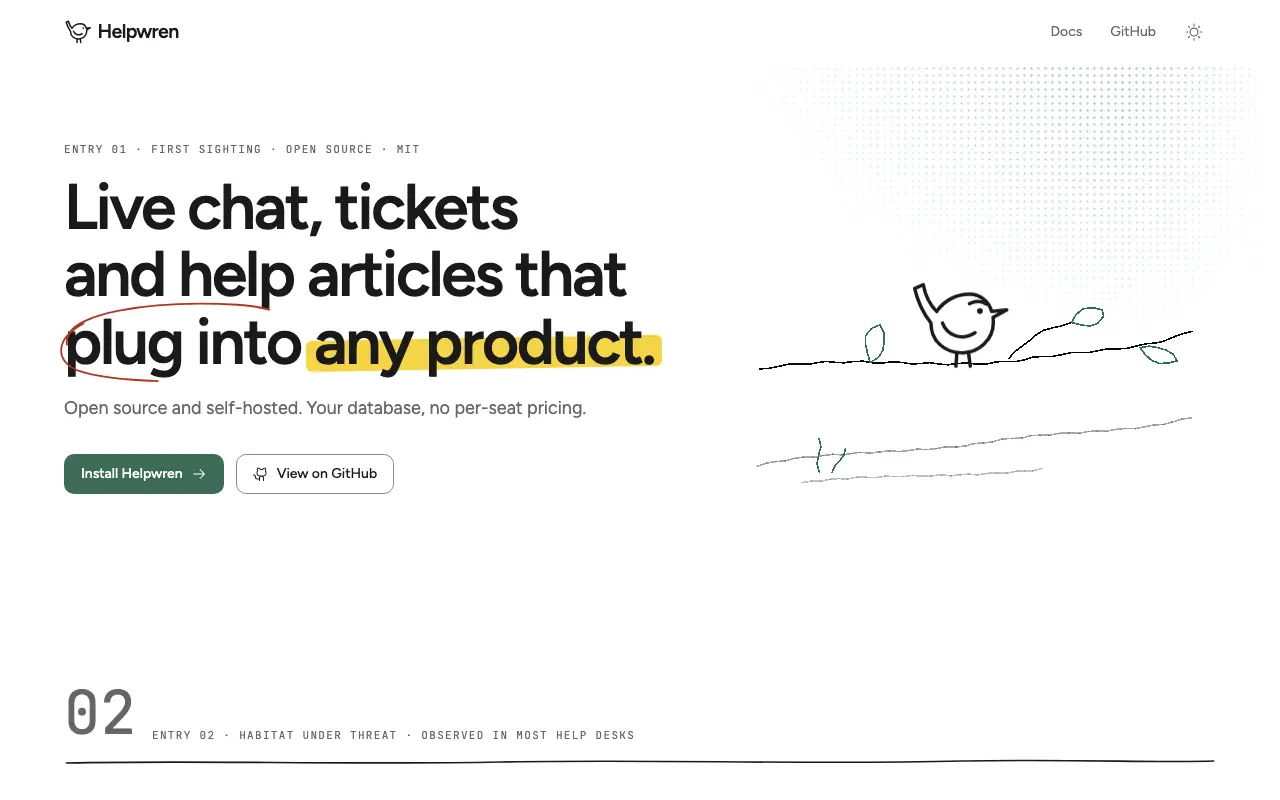 Helpwren
Docs
GitHub
ENTRY 01 · FIRST SIGHTING · OPEN SOURCE · MIT
Live chat, tickets
and help articles that
plug into any product.
Open source and self-hosted. Your database, no per-seat pricing.
Install Helpwren →
View on GitHub
02
ENTRY 02 · HABITAT UNDER THREAT · OBSERVED IN MOST HELP DESKS